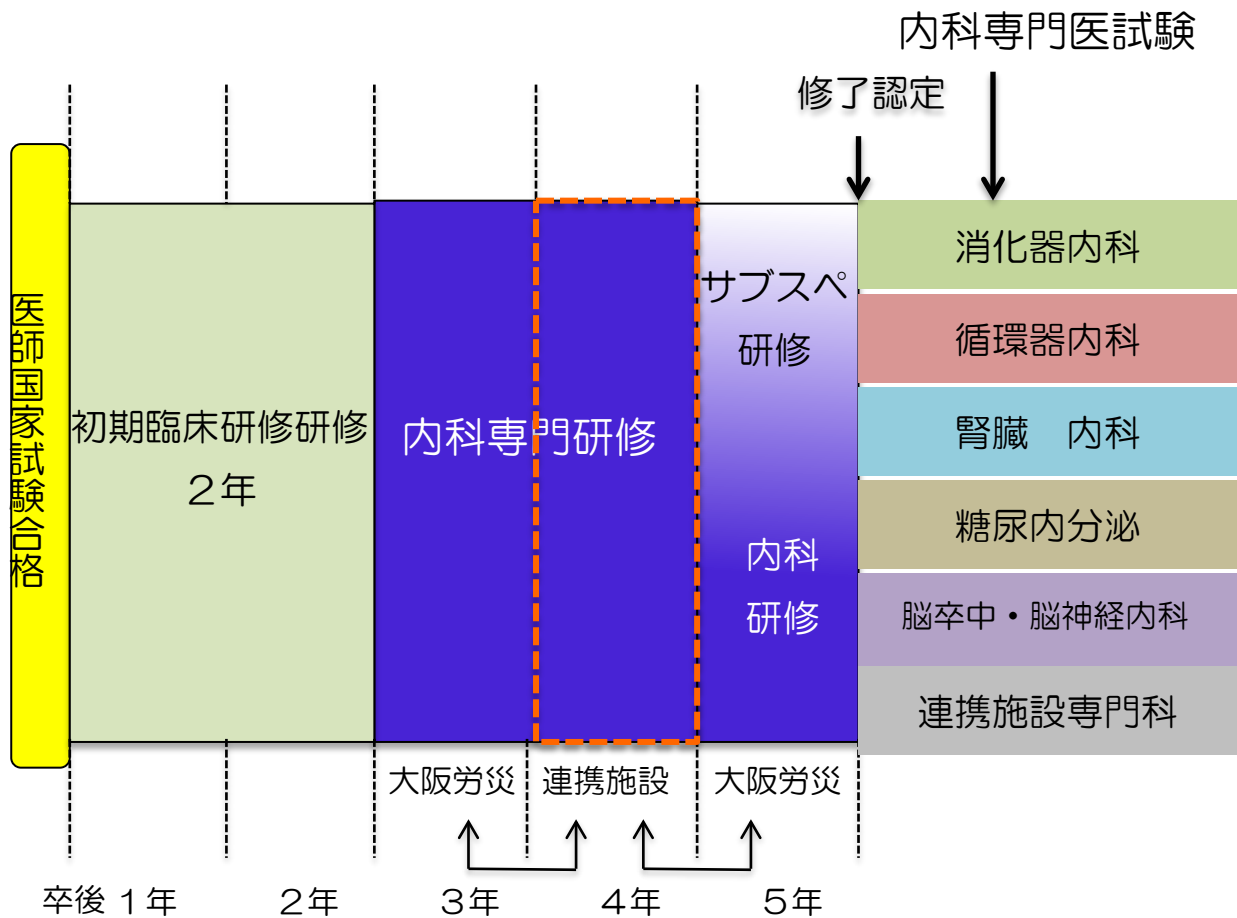 内科専門医試験
修了認定
医師国家試験合格
初期臨床研修研修
２年
内科専門研修
サブスペ
研修
内科
研修
消化器内科
循環器内科
腎臓　内科
糖尿内分泌
脳卒中・脳神経内科
連携施設専門科
大阪労災
連携施設
大阪労災
卒後１年
２年
３年
４年
５年